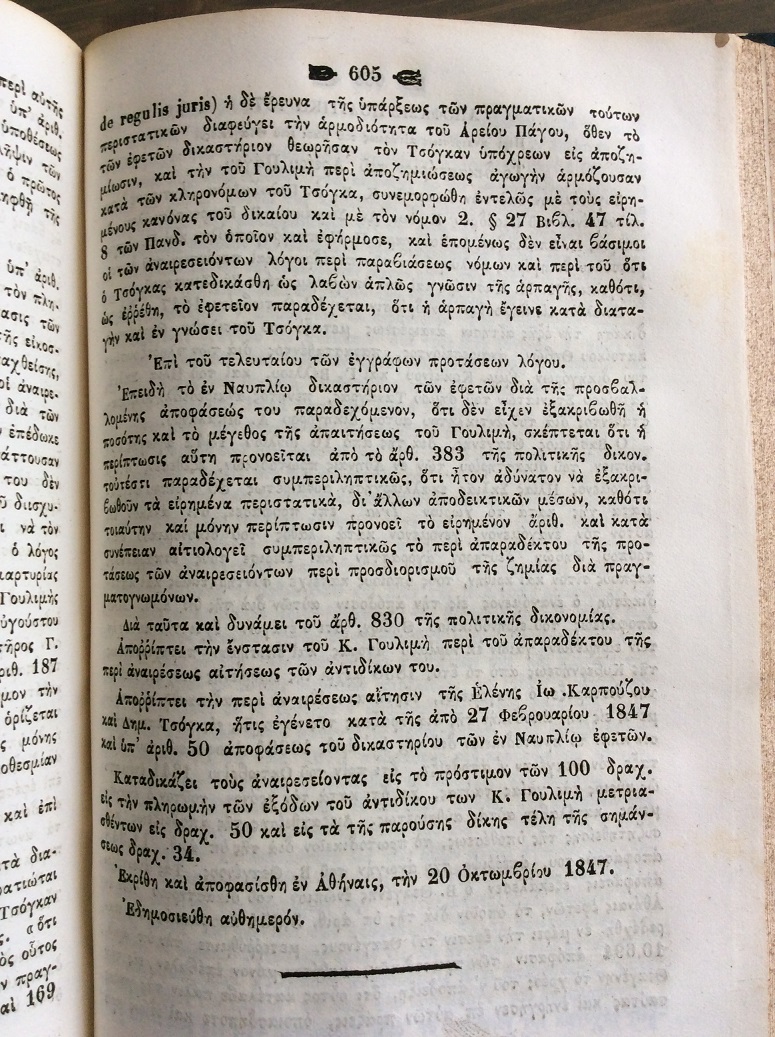 605
de regulis juris) ἡ δὲ ἔρευνα τῆς ὑπάρξεως τῶν πραγματικῶν τούτων
περιστατικῶν διαφεύγει τὴν ἁρμοδιότητα τοῦ Ἀρείου Πάγου, ὅθεν τὸ
τῶν ἐφετῶν δικαστήριον θεωρῆσαν τὸν Τσόγκαν ὑπόχρεων εἰς ἀποζη-
μίωσιν, καὶ τὴν τοῦ Γουλιμῆ περὶ ἀποζημιώσεως ἀγωγὴν ἁρμόζουσαν
κατὰ τῶν κληρονόμων τοῦ Τσόγκα, συνεμορφώθη ἐντελῶς μὲ τοὺς εἰρη-
μένους κανόνας τοῦ δικαίου καὶ μὲ τὸν νόμον 2. § 27 Βιβλ. 47 τίλ.
8 τῶν Πανδ. τὸν ὁποῖον καὶ ἐφήρμοσε, καὶ ἑπομένως δὲν εἶναι βάσιμοι
οἱ τῶν ἀναιρεσειόντων λόγοι περὶ παραβιάσεως νόμων καὶ περὶ τοῦ ὅτι
ὁ Τσόγκας κατεδικάσθη ὡς λαβὼν ἁπλῶς γνῶσιν τῆς ἁρπαγῆς, καθότι,
ὡς ἐῤῥέθη, τὸ ἐφετεῖον παραδέχεται, ὅτι ἡ ἁρπαγὴ ἔγεινε κατὰ διατα-
γὴν καὶ ἐν γνώσει τοῦ Τσόγκα.
Ἐπὶ τοῦ τελευταίου τῶν ἐγγράφων προτάσεων λόγου.
Ἐπειδὴ τὸ ἐν Ναυπλίῳ δικαστήριον τῶν ἐφετῶν διὰ τῆς προσβαλ-
λομένης ἀποφάσεώς του παραδεχόμενον, ὅτι δὲν εἶχεν ἐξακριβωθῆ ἡ
ποσότης καὶ τὸ μέγεθος τῆς ἀπαιτήσεως τοῦ Γουλιμῆ, σκέπτεται ὅτι ἡ
περίπτωσις αὕτη προνοεῖται ἀπὸ τὸ ἄρθ. 383 τῆς πολιτικῆς δικον.
τοὐτέστι παραδέχεται συμπεριληπτικῶς, ὅτι ἦτον ἀδύνατον νὰ ἐξακρι-
βωθοῦν τὰ εἰρημένα περιστατικὰ, δι' ἄλλων ἀποδεικτικῶν μέσων, καθότι
τοιαύτην καί μόνην περίπτωσιν προνοεῖ τὸ εἰρημένον ἄριθ. καὶ κατὰ
συνέπειαν αἰτιολογεῖ συμπεριληπτικῶς τὸ περὶ ἀπαραδέκτου τῆς προ-
τάσεως τῶν ἀναιρεσειόντων περὶ προσδιορισμοῦ τῆς ζημίας διὰ πραγ-
ματογνωμόνων.
Διὰ ταῦτα καὶ δυνάμει τοῦ ἄρθ. 830 τῆς πολιτικῆς δικονομίας.
Ἀποῤῥίπτει τὴν ἔνστασιν τοῦ Κ. Γουλιμῆ περὶ τοῦ ἀπαραδέκτου τῆς
περὶ ἀναιρέσεως αἰτήσεως τῶν ἀντιδίκων του.
Ἀποῤῥίπτει τὴν περὶ ἀναιρέσεως αἴτησιν τῆς Ἑλένης Ἰω. Καρπούζου
καὶ Δημ. Τσόγκα, ἥτις ἐγένετο κατὰ τῆς ἀπὸ 27 Φεβρουαρίου 1847
καὶ ὑπ' ἀριθ. 50 ἀποφάσεως τοῦ δικαστηρίου τῶν ἐν Ναυπλίῳ ἐφετῶν.
Καταδικάζει τοὺς ἀναιρεσείοντας εἰς τὸ πρόστιμον τῶν 100 δραχ.
εἰς τὴν πληρωμὴν τῶν ἐξόδων τοῦ ἀντιδίκου των Κ. Γουλιμῆ μετρια-
σθέντων εἰς δραχ. 50 καὶ εἰς τὰ τῆς παρούσης δίκης τέλη τῆς σημάν-
σεως δραχ. 34.
Ἐκρίθη καὶ ἀποφασίσθη ἐν Ἀθήναις, τὴν 20 Ὀκτωμβρίου 1847.
Ἐδημοσιεύθη αὐθημερόν.